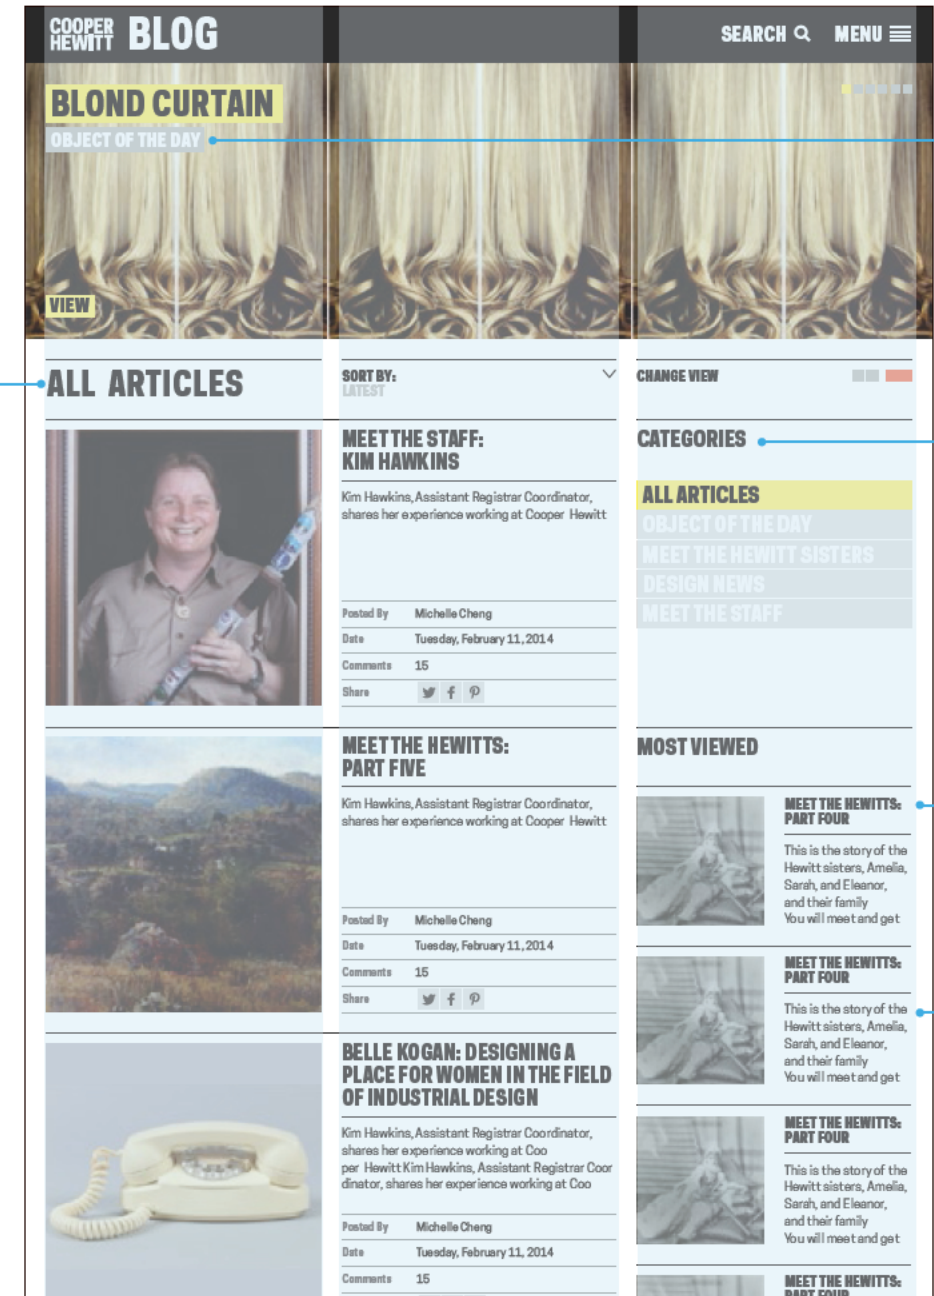 COOPER
HEWITT
BLOG
SEARCH
MENU
BLOND CURTAIN
OBJECT OF THE DAY
VIEW
ALL ARTICLES
SORT BY:
LATEST
CHANGE VIEW
MEET THE STAFF:
KIM HAWKINS
Kim Hawkins, Assistant Registrar Coordinator,
shares her experience working at Cooper Hewitt
Posted By Michelle Cheng
Date Tuesday, February 11, 2014
Comments 15
Share
CATEGORIES
ALL ARTICLES
OBJECT OF THE DAY
MEET THE HEWITT SISTERS
DESIGN NEWS
MEET THE STAFF
MEET THE HEWITTS:
PART FIVE
Kim Hawkins, Assistant Registrar Coordinator,
shares her experience working at Cooper Hewitt
Posted By Michelle Cheng
Date Tuesday, February 11, 2014
Comments 15
Share
BELLE KOGAN: DESIGNING A
PLACE FOR WOMEN IN THE FIELD
OF INDUSTRIAL DESIGN
Kim Hawkins, Assistant Registrar Coordinator,
shares her experience working at Coo
per Hewitt Kim Hawkins, Assistant Registrar Coor
dinator, shares her experience working at Coo
Posted By Michelle Cheng
Date Tuesday, February 11, 2014
Comments 15
MOST VIEWED
MEET THE HEWITTS:
PART FOUR
This is the story of the
Hewitt sisters, Amelia,
Sarah, and Eleanor,
and their family
You will meet and get
MEET THE HEWITTS:
PART FOUR
This is the story of the
Hewitt sisters, Amelia,
Sarah, and Eleanor,
and their family
You will meet and get
MEET THE HEWITTS:
PART FOUR
This is the story of the
Hewitt sisters, Amelia,
Sarah, and Eleanor,
and their family
You will meet and get
MEET THE HEWITTS:
PART FOUR